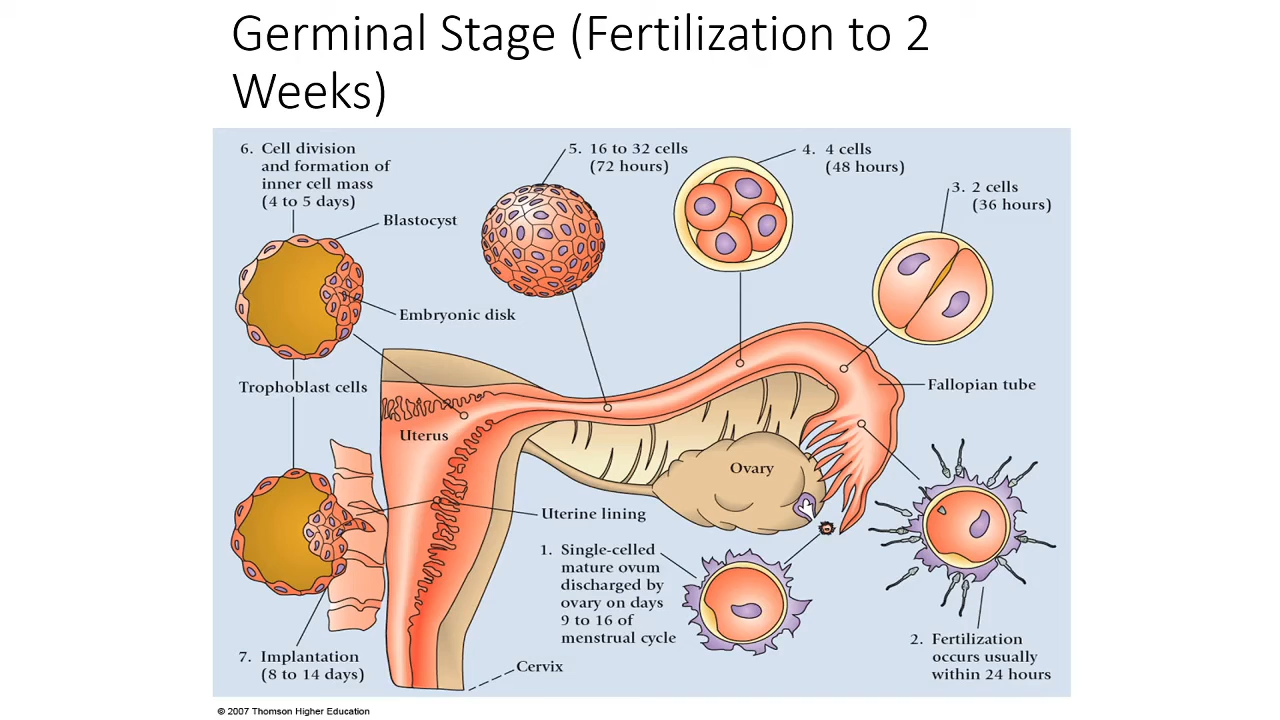 Germinal Stage (Fertilization to 2
Weeks)
6. Cell division
and formation of
inner cell mass
(4 to 5 days)
Blastocyst
Embryonic disk
Trophoblast cells
5. 16 to 32 cells
(72 hours)
4. 4 cells
(48 hours)
3. 2 cells
(36 hours)
Fallopian tube
Uterus
Ovary
Uterine lining
1. Single-celled
mature ovum
discharged by
ovary on days
9 to 16 of
menstrual cycle
2. Fertilization
occurs usually
within 24 hours
7. Implantation
(8 to 14 days)
Cervix
© 2007 Thomson Higher Education